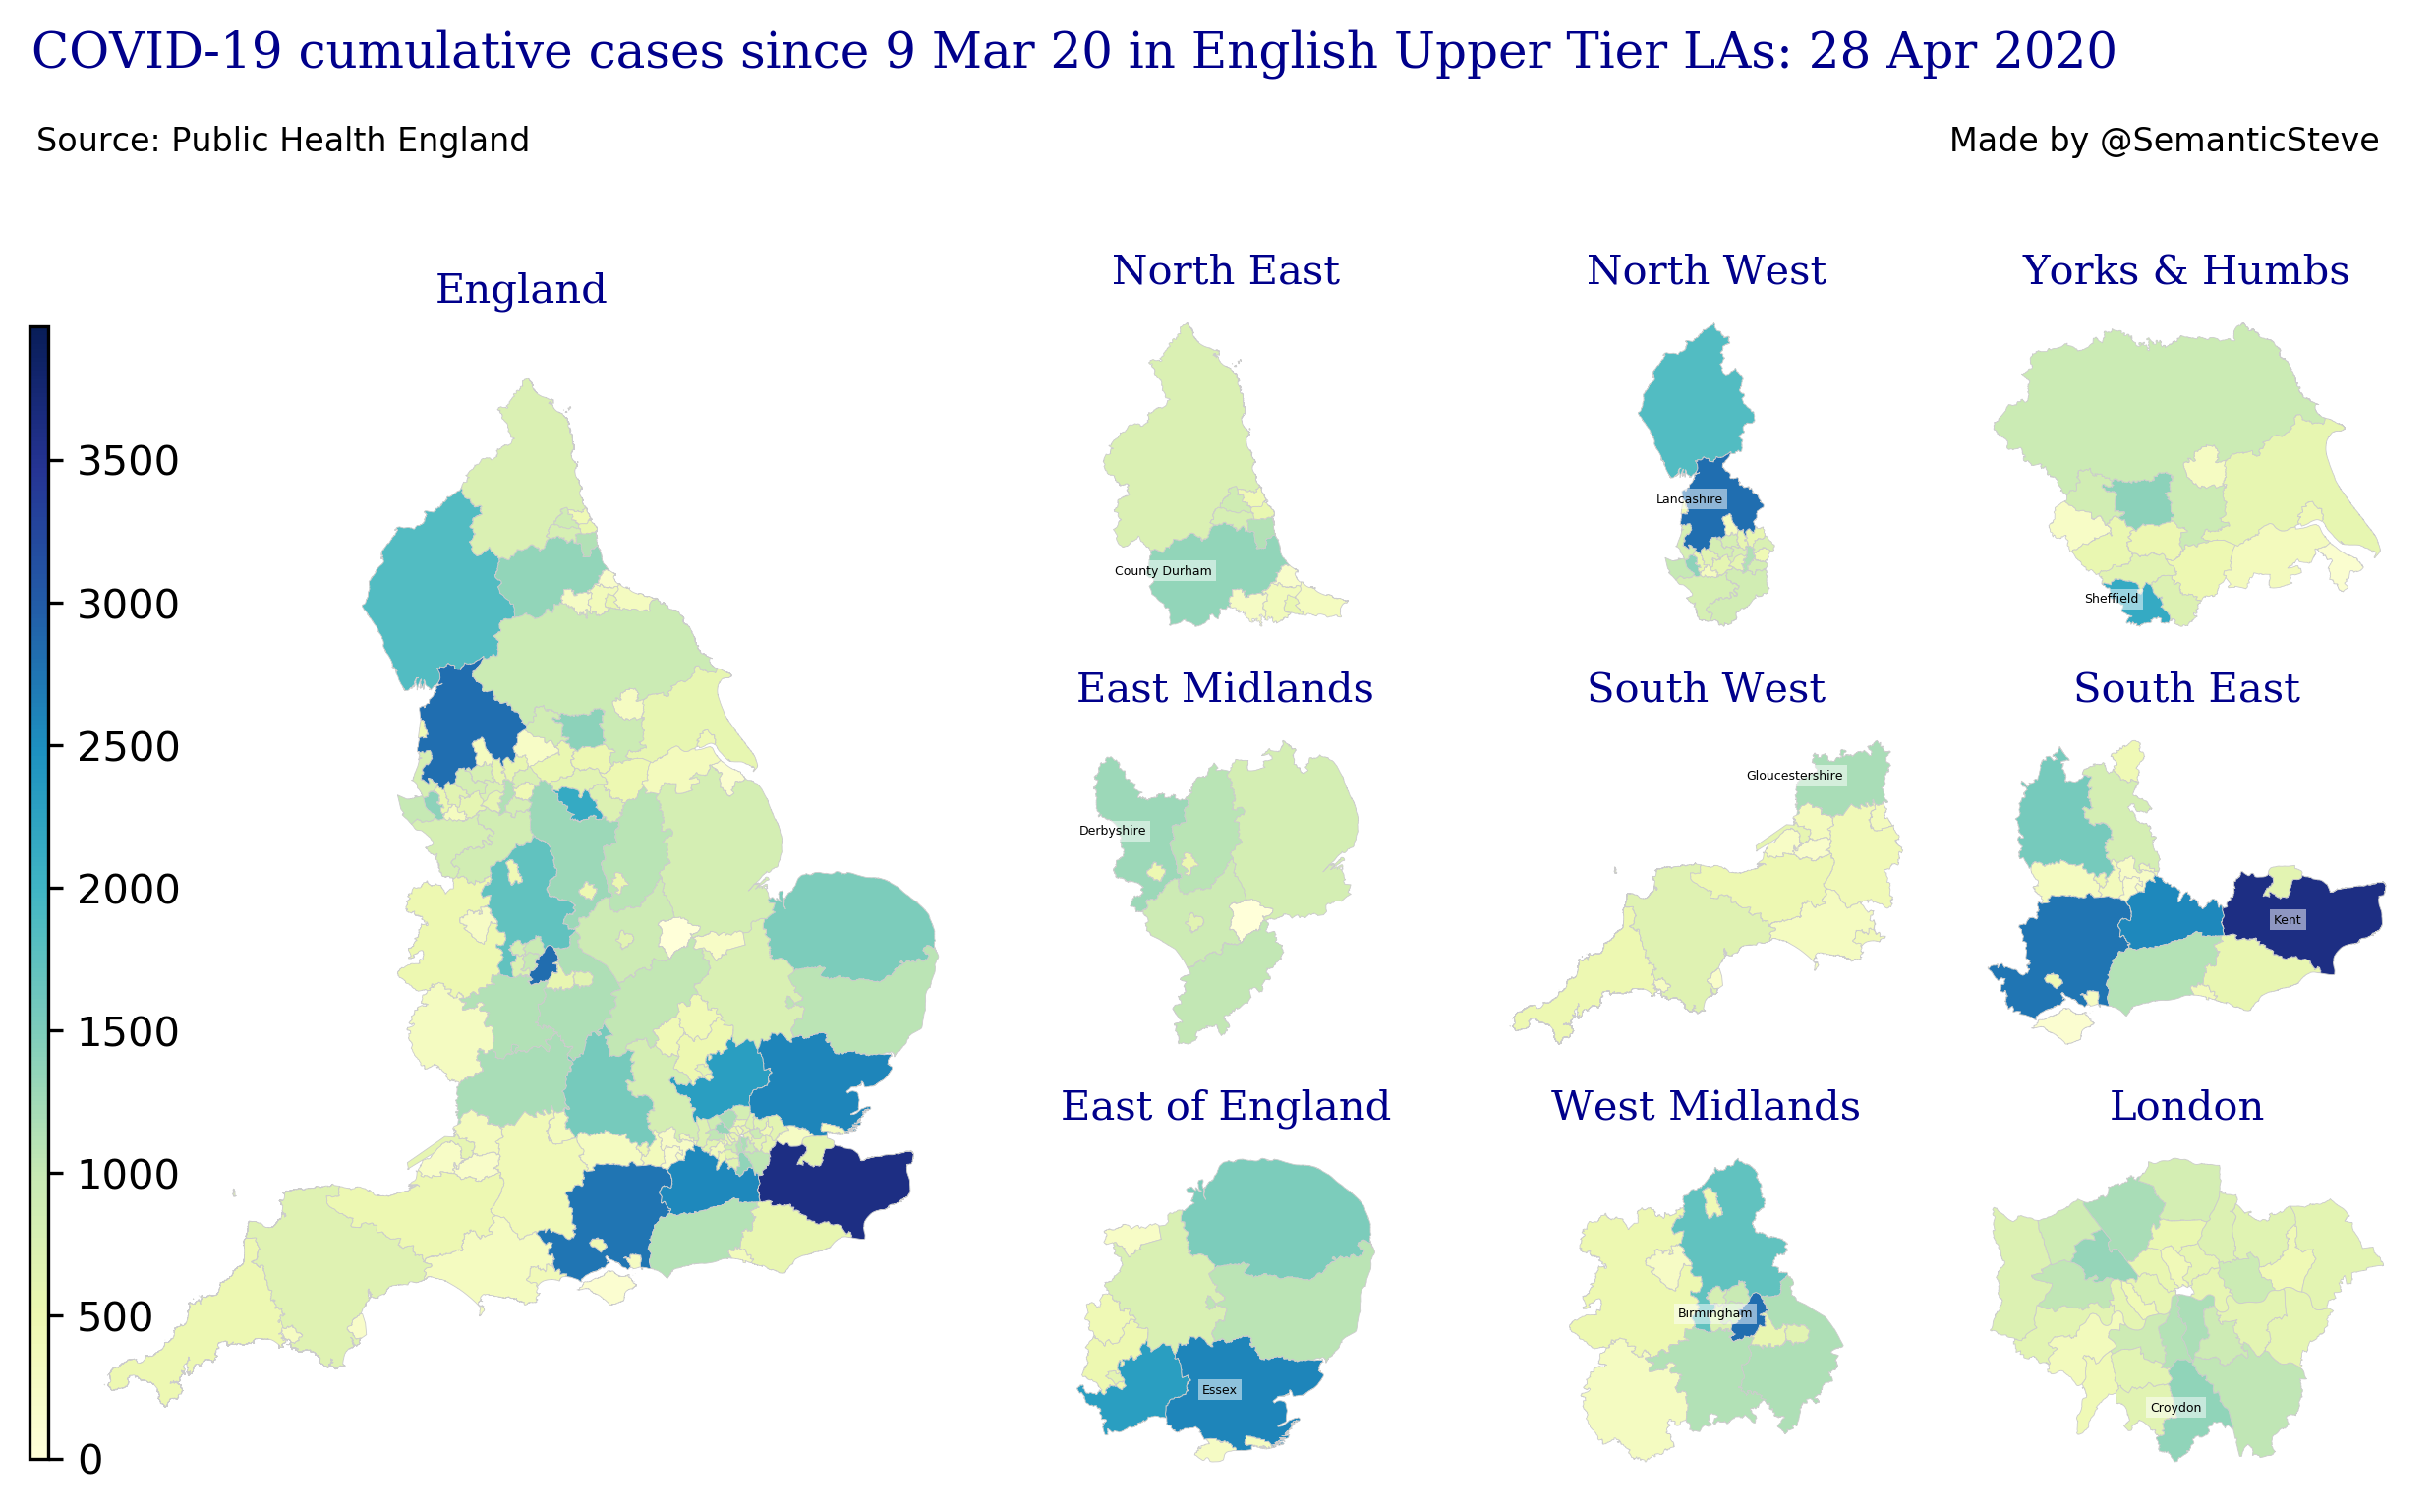 COVID-19 cumulative cases since 9 Mar 20 in English Upper Tier LAs: 28 Apr 2020
Source: Public Health England
Made by @SemanticSteve
England
3500
3000
2500
2000
1500
1000
500
0
North East
County Durham
North West
Lancashire
Yorks & Humbs
Sheffield
East Midlands
Derbyshire
South West
Gloucestershire
South East
Kent
East of England
Essex
West Midlands
Birmingham
London
Croydon